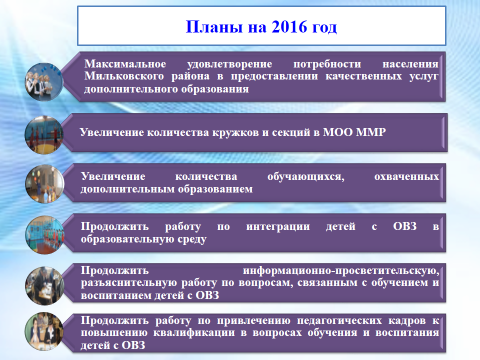 Планы на 2016 год
Максимальное удовлетворение потребности населения
Мильковского района в предоставлении качественных услуг
дополнительного образования
Увеличение количества кружков и секций в МОО ММР
Увеличение количества обучающихся, охваченных
дополнительным образованием
Продолжить работу по интеграции детей с ОВЗ в
образовательную среду
Продолжить информационно-просветительскую,
разъяснительную работу по вопросам, связанным с обучением и
воспитанием детей с ОВЗ
Продолжить работу по привлечению педагогических кадров к
повышению квалификации в вопросах обучения и воспитания
детей с ОВЗ